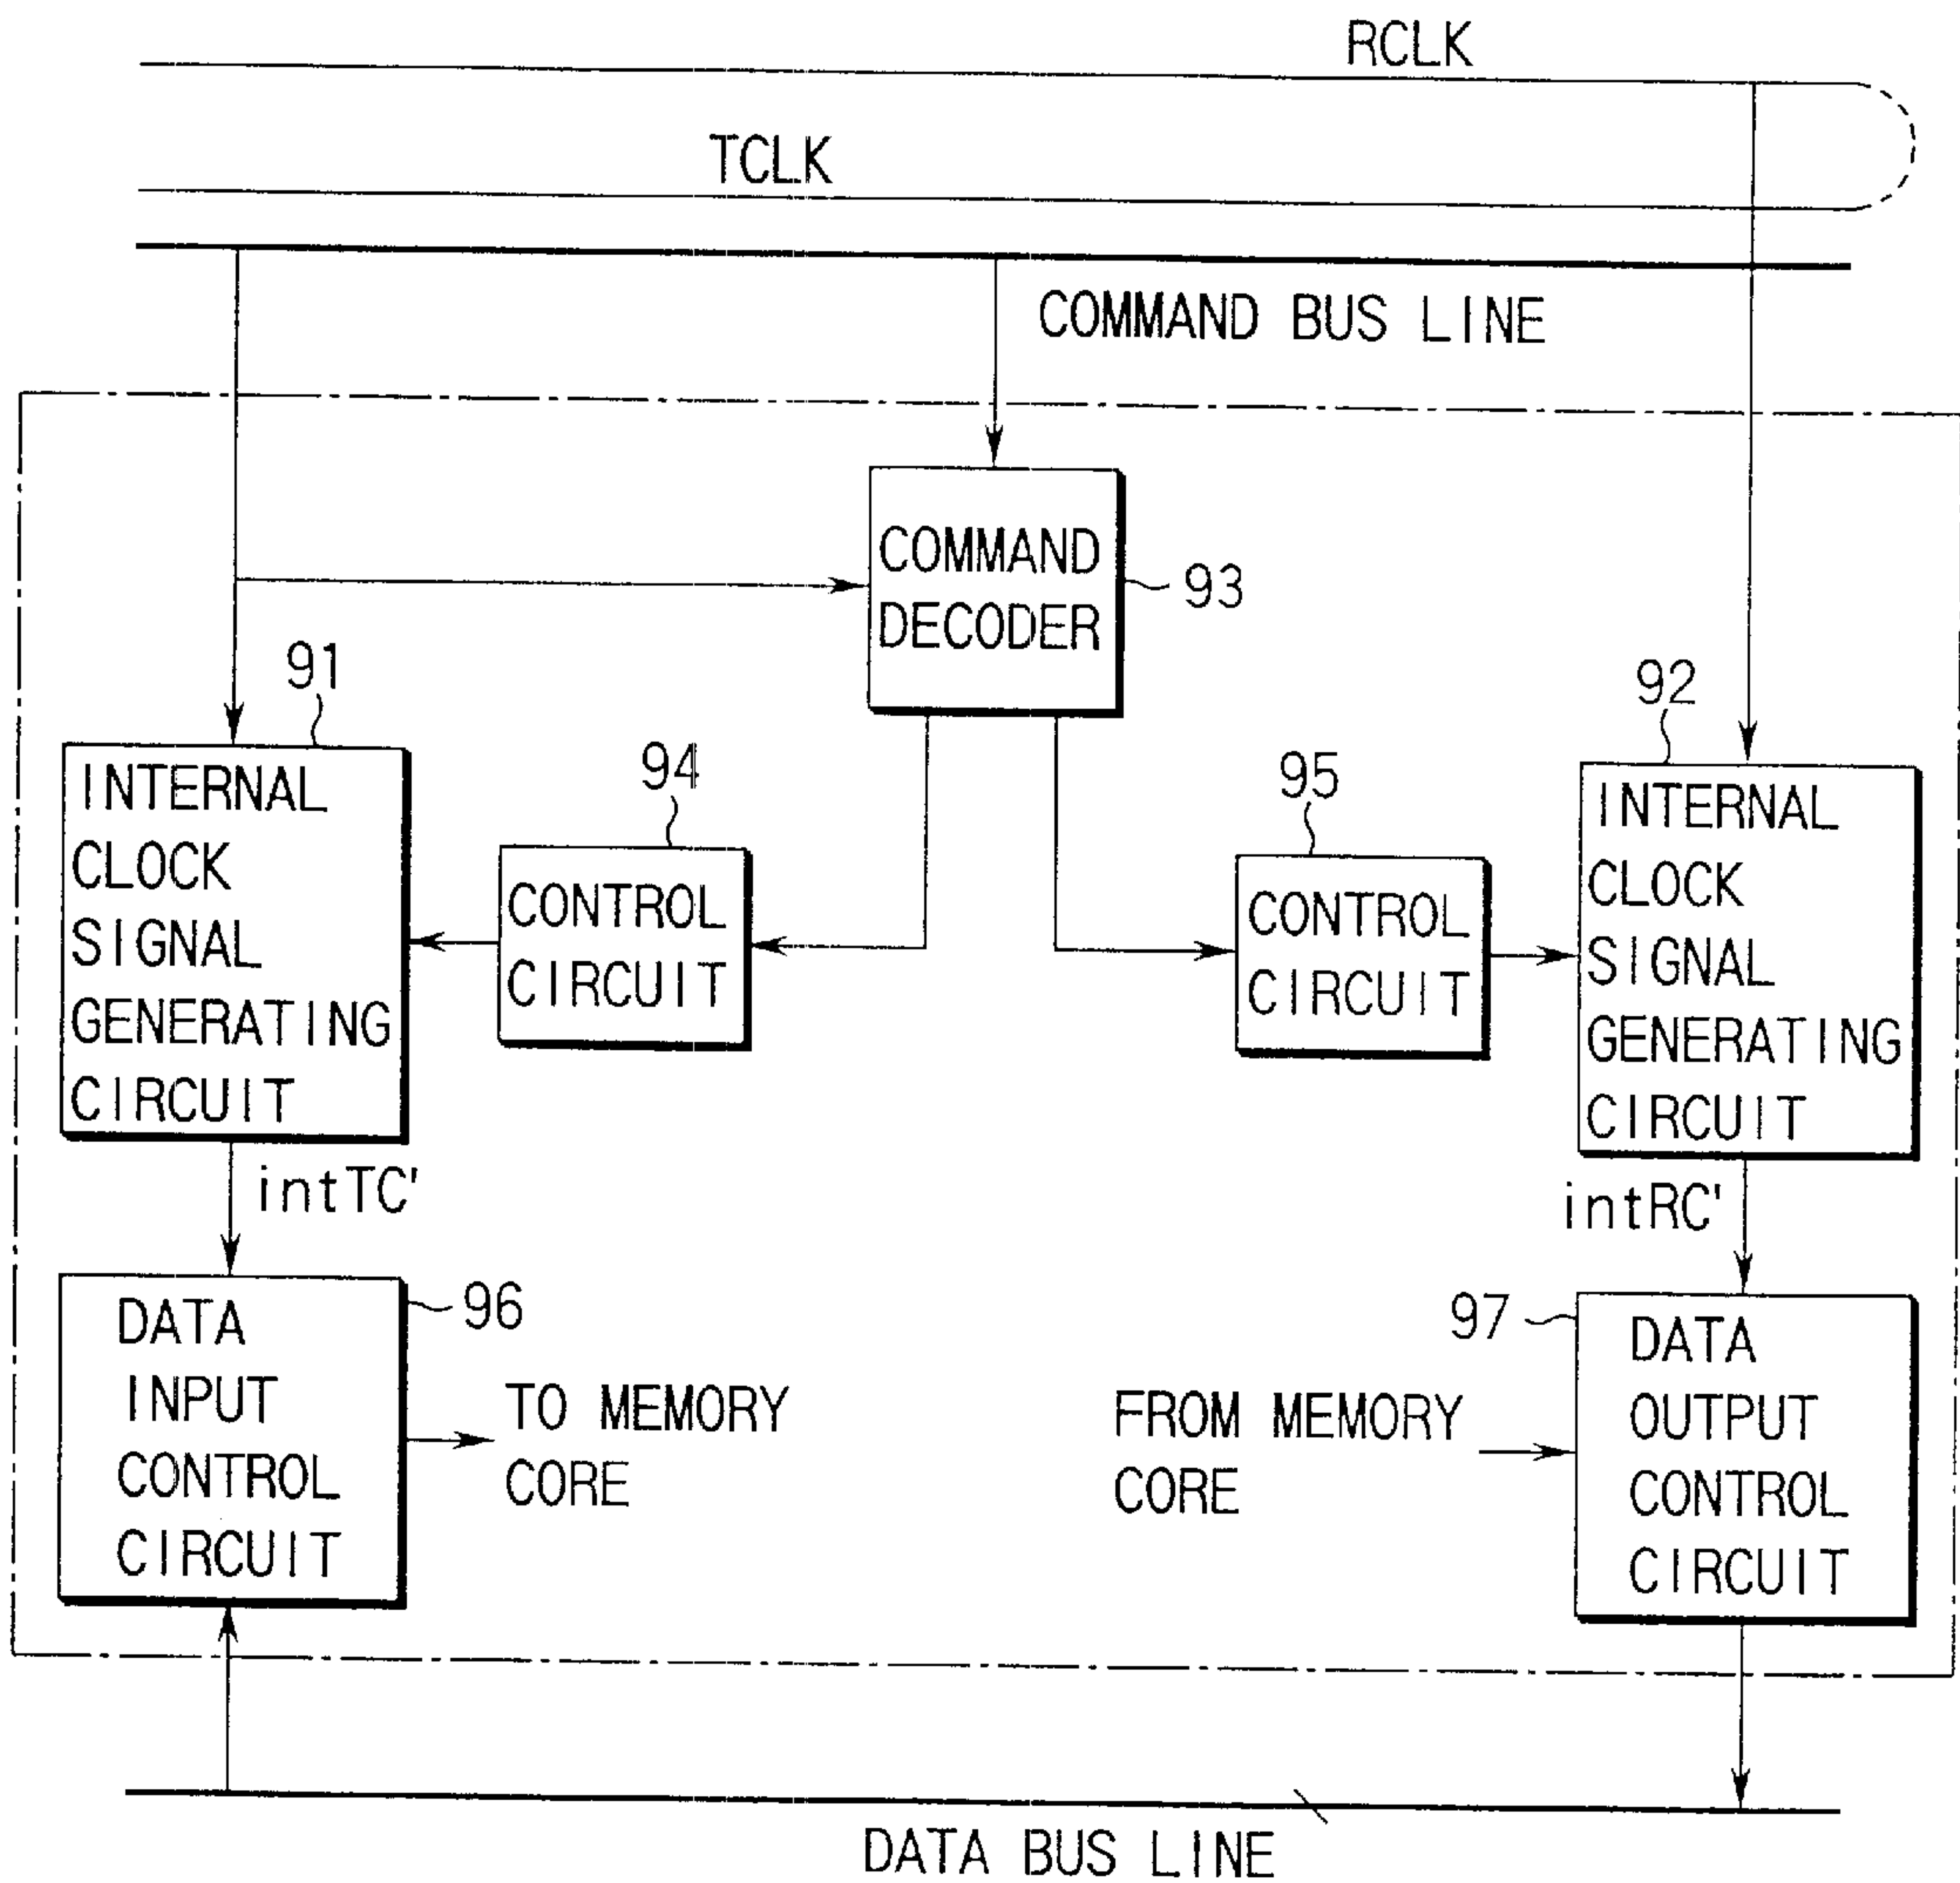 RCLK
TCLK
COMMAND BUS LINE
COMMAND
DECODER
93
91
92
94
95
INTERNAL
CLOCK
SIGNAL
GENERATING
CIRCUIT
CONTROL
CIRCUIT
CONTROL
CIRCUIT
INTERNAL
CLOCK
SIGNAL
GENERATING
CIRCUIT
intTC'
intRC'
DATA
INPUT
CONTROL
CIRCUIT
96
TO MEMORY
CORE
FROM MEMORY
CORE
97
DATA
OUTPUT
CONTROL
CIRCUIT
DATA BUS LINE